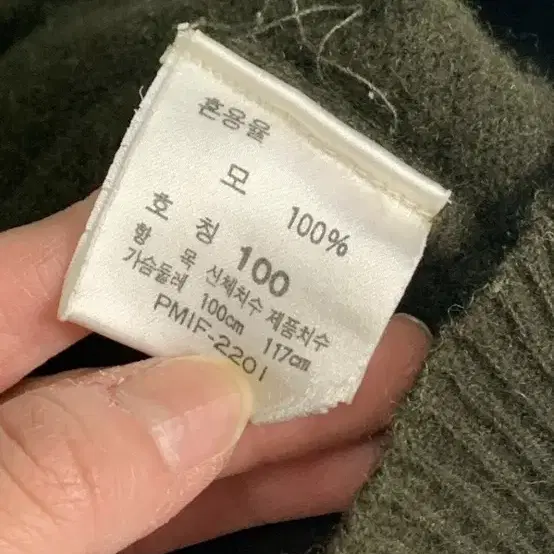 혼용율
모 100%
호칭 100
항목 신체치수 제품치수
가슴둘레 100cm 117cm
PMIF-2201